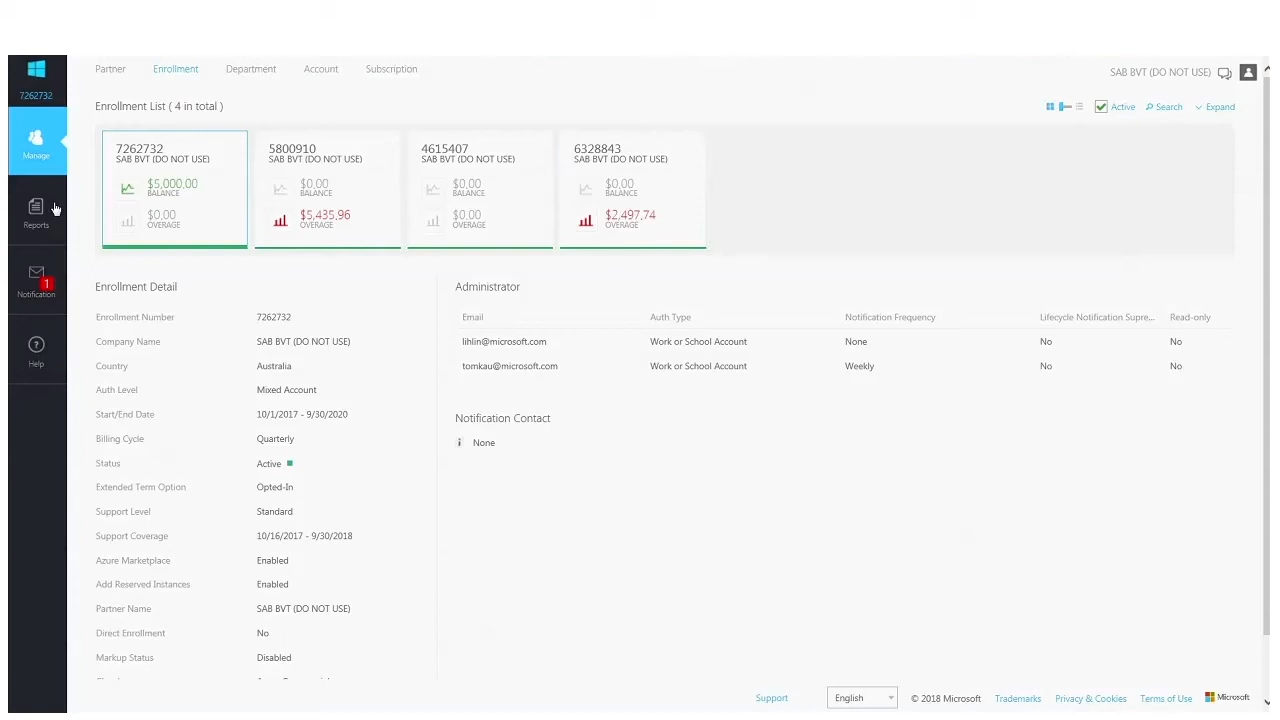 Partner Enrollment Department Account Subscription
SAB BVT (DO NOT USE)
7262732
Manage
Reports
1
Notification
?
Help
Enrollment List ( 4 in total )
Active Search Expand
7262732
SAB BVT (DO NOT USE)
$5,000,00
BALANCE
$0,00
OVERAGE
5800910
SAB BVT (DO NOT USE)
$0,00
BALANCE
$5,435,96
OVERAGE
4615407
SAB BVT (DO NOT USE)
$0,00
BALANCE
$0,00
OVERAGE
6328843
SAB BVT (DO NOT USE)
$0,00
BALANCE
$2,497,74
OVERAGE
Enrollment Detail
Enrollment Number 7262732
Company Name SAB BVT (DO NOT USE)
Country Australia
Auth Level Mixed Account
Start/End Date 10/1/2017 - 9/30/2020
Billing Cycle Quarterly
Status Active
Extended Term Option Opted-In
Support Level Standard
Support Coverage 10/16/2017 - 9/30/2018
Azure Marketplace Enabled
Add Reserved Instances Enabled
Partner Name SAB BVT (DO NOT USE)
Direct Enrollment No
Markup Status Disabled
Administrator
Email Auth Type Notification Frequency Lifecycle Notification Supre... Read-only
lihlin@microsoft.com Work or School Account None No No
tomkau@microsoft.com Work or School Account Weekly No No
Notification Contact
i None
Support English © 2018 Microsoft Trademarks Privacy & Cookies Terms of Use Microsoft